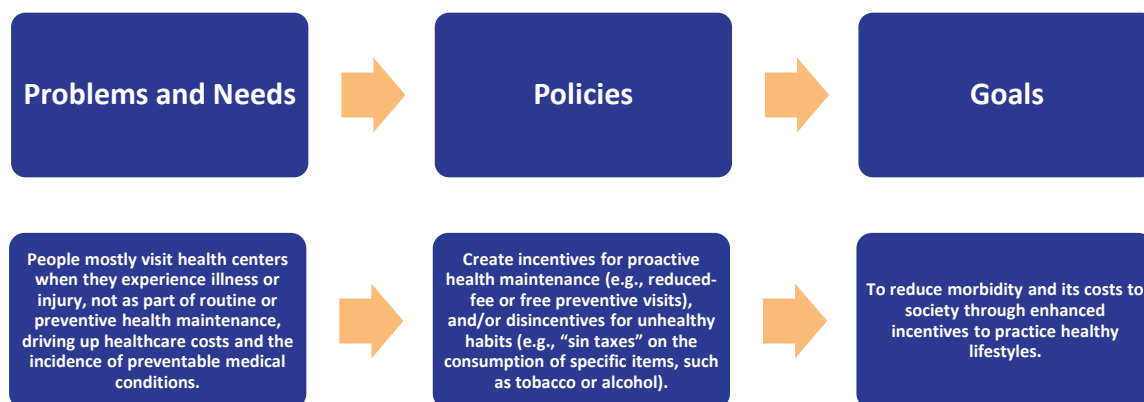 Problems and Needs
Policies
Goals
People mostly visit health centers
when they experience illness or
injury, not as part of routine or
preventive health maintenance,
driving up healthcare costs and the
incidence of preventable medical
conditions.
Create incentives for proactive
health maintenance (e.g., reduced-
fee or free preventive visits),
and/or disincentives for unhealthy
habits (e.g., “sin taxes” on the
consumption of specific items, such
as tobacco or alcohol).
To reduce morbidity and its costs to
society through enhanced
incentives to practice healthy
lifestyles.